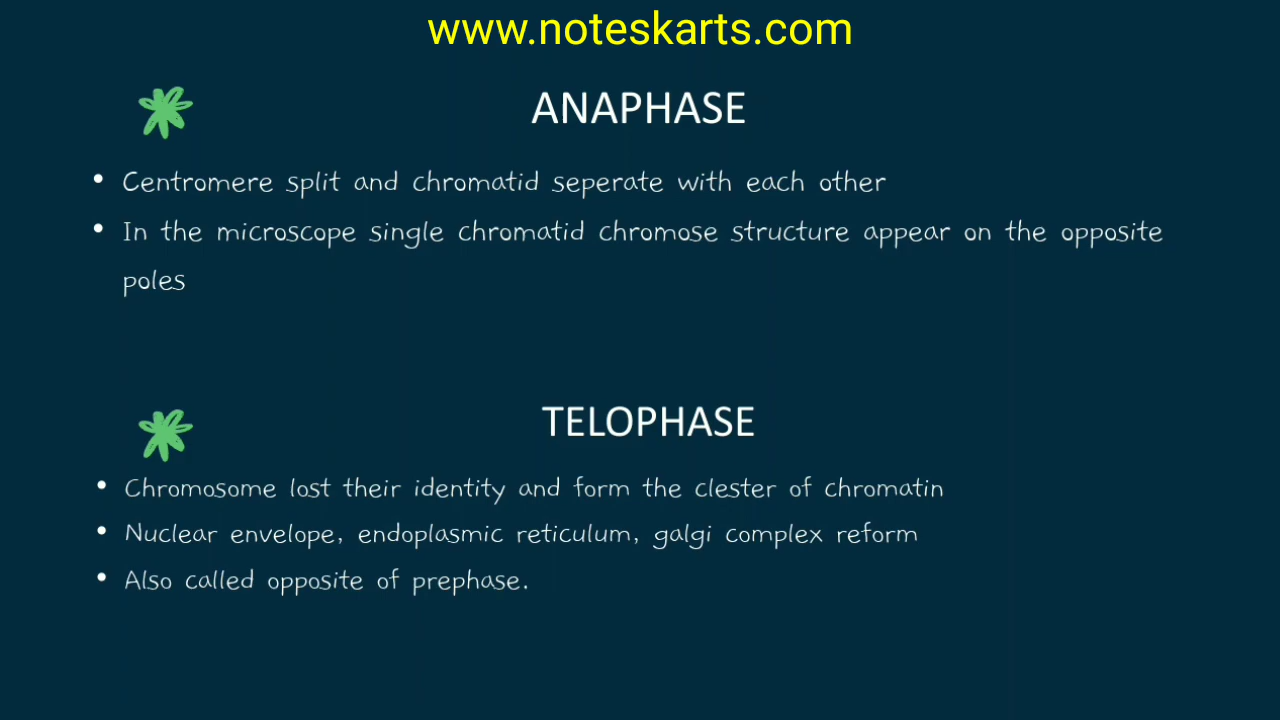 www.noteskarts.com
ANAPHASE
• Centromere split and chromatid seperate with each other
• In the microscope single chromatid chromose structure appear on the opposite
poles
TELOPHASE
• Chromosome lost their identity and form the clester of chromatin
• Nuclear envelope, endoplasmic reticulum, galgi complex reform
• Also called opposite of prephase.